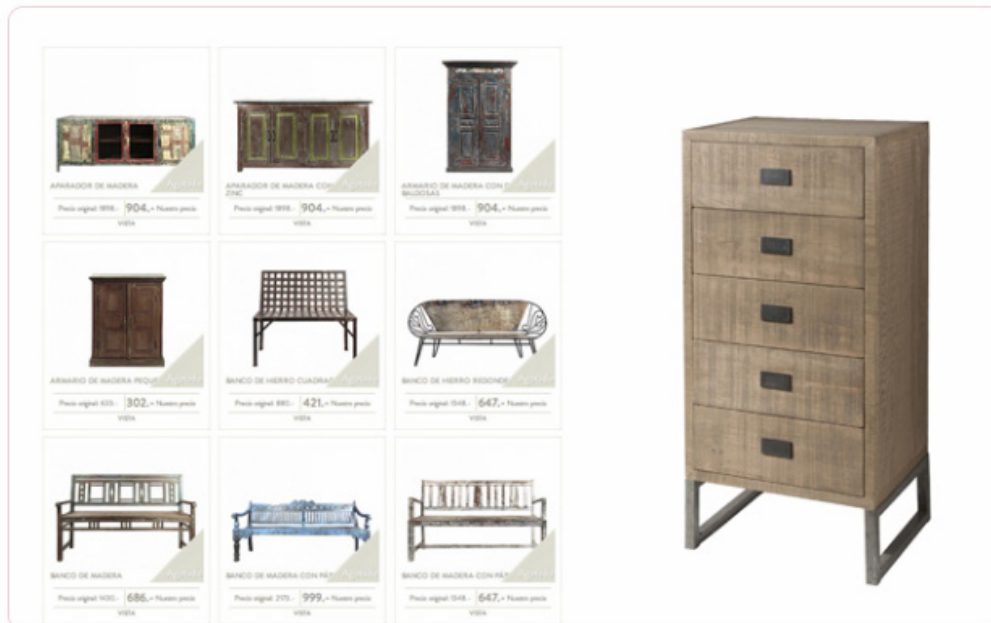 APARADOR DE MADERA
Precio original: 1898.- 904,- Nuestro precio
VISTA
APARADOR DE MADERA CON
ZINC
Precio original: 1898.- 904,- Nuestro precio
VISTA
ARMARIO DE MADERA CON
BALDOSAS
Precio original: 1898.- 904,- Nuestro precio
VISTA
ARMARIO DE MADERA PEQU
Precio original: 635.- 302,- Nuestro precio
VISTA
BANCO DE HIERRO CUADRA
Precio original: 885.- 421,- Nuestro precio
VISTA
BANCO DE HIERRO REDONDE
Precio original: 1348.- 647,- Nuestro precio
VISTA
BANCO DE MADERA
Precio original: 1430.- 686,- Nuestro precio
VISTA
BANCO DE MADERA CON PÁT
Precio original: 2175.- 999,- Nuestro precio
VISTA
BANCO DE MADERA CON PÁT
Precio original: 1348.- 647,- Nuestro precio
VISTA